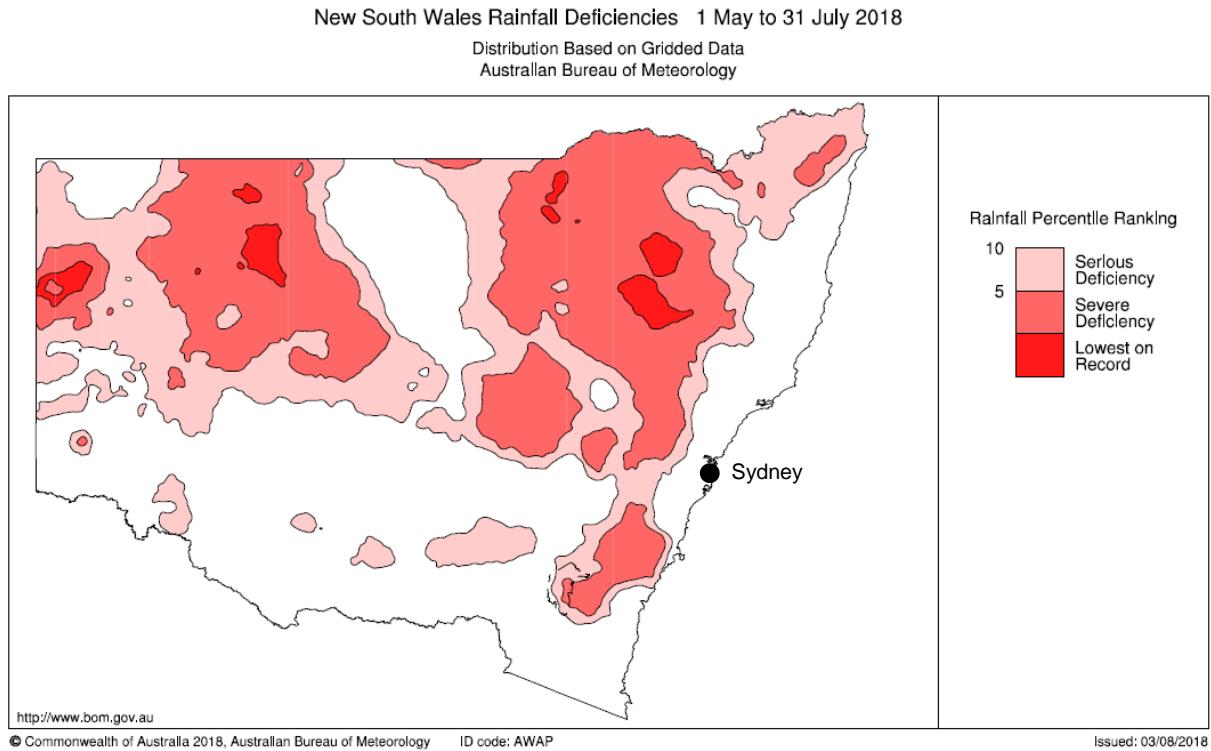 New South Wales Rainfall Deficiencies 1 May to 31 July 2018
Distribution Based on Gridded Data
Australian Bureau of Meteorology
Rainfall Percentile Ranking
10
Serious
Deficiency
5
Severe
Deficiency
Lowest on
Record
Sydney
http://www.bom.gov.au
© Commonwealth of Australia 2018, Australian Bureau of Meteorology ID code: AWAP Issued: 03/08/2018